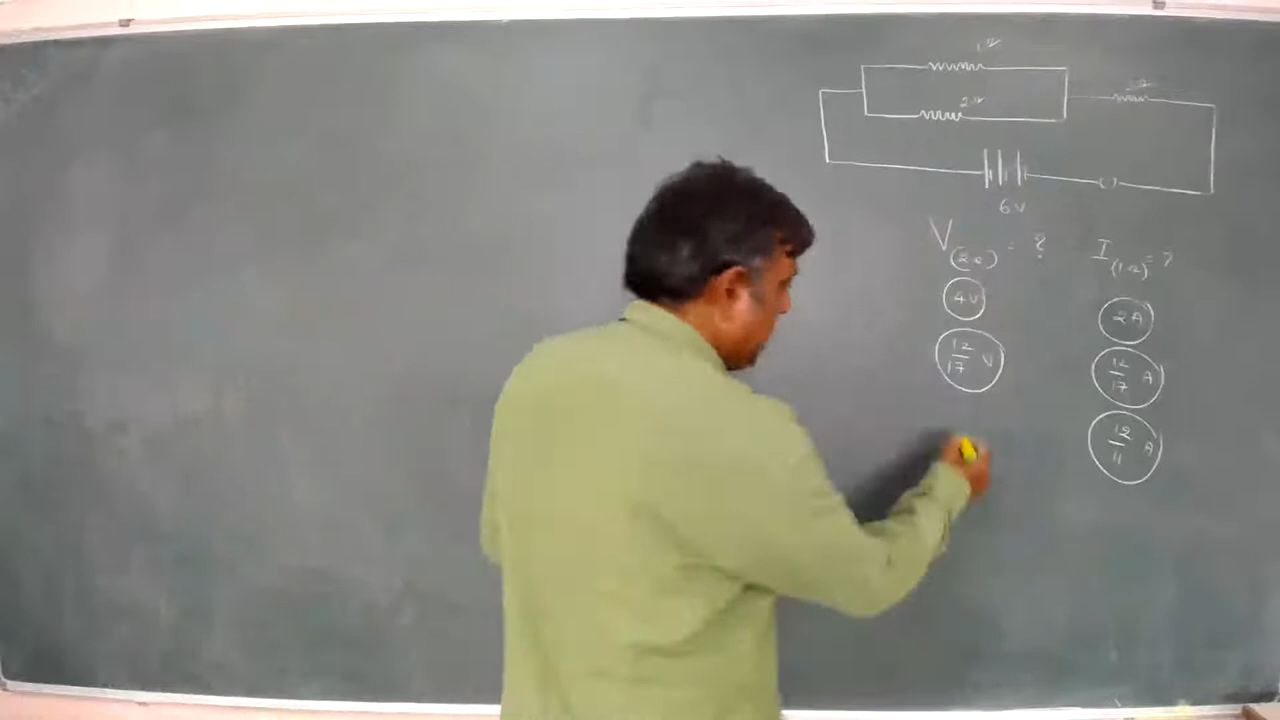 1Ω
2Ω
6V
V(2Ω) = ?
I(1Ω) = ?
4V
2A
12/17 V
12/17 A
12/11 A